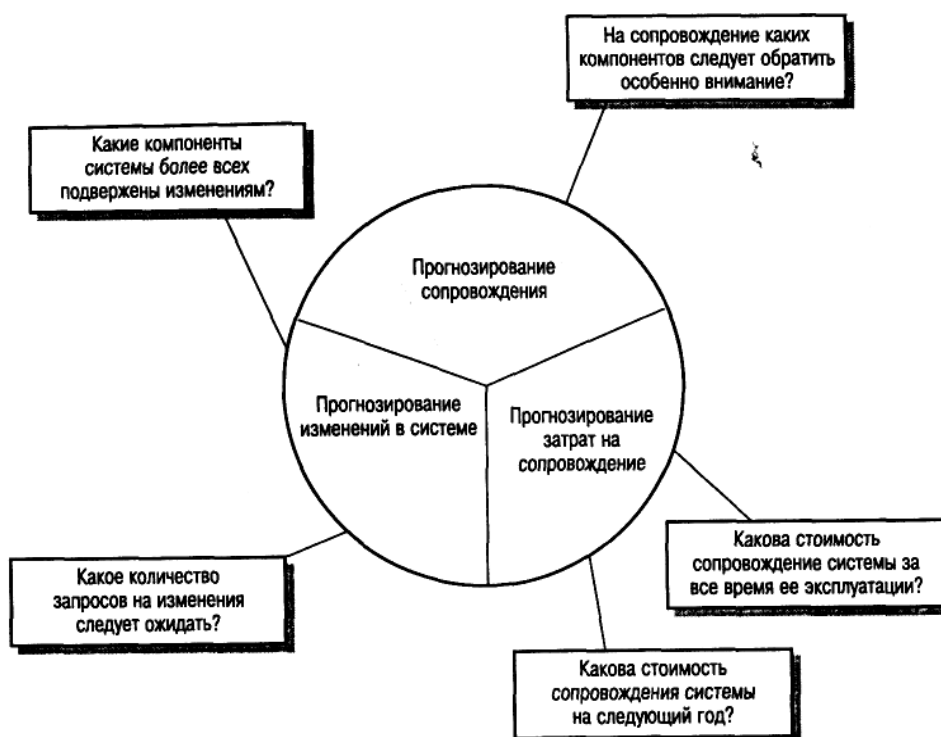 На сопровождение каких
компонентов следует обратить
особенно внимание?
Какие компоненты
системы более всех
подвержены изменениям?
Прогнозирование
сопровождения
Прогнозирование
изменений в системе
Прогнозирование
затрат на
сопровождение
Какова стоимость
сопровождение системы за
все время ее эксплуатации?
Какое количество
запросов на изменения
следует ожидать?
Какова стоимость
сопровождения системы
на следующий год?